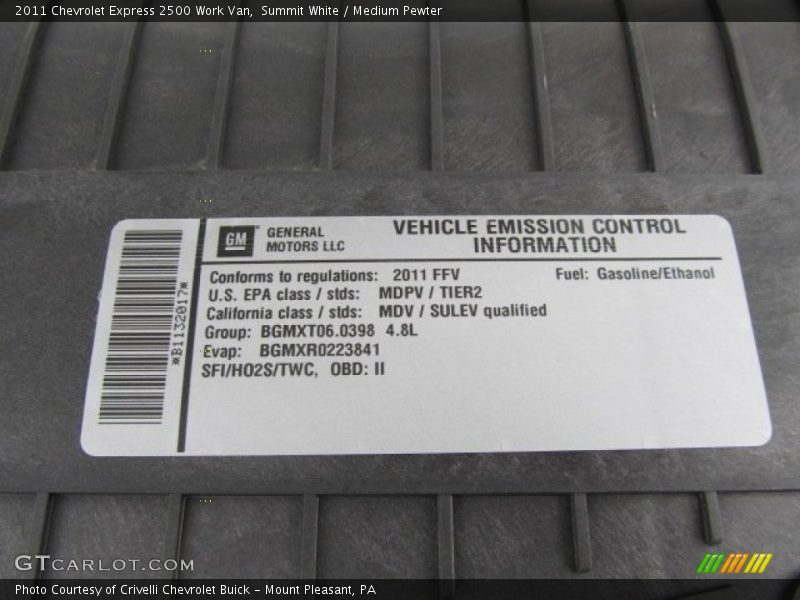 2011 Chevrolet Express 2500 Work Van, Summit White / Medium Pewter
GM GENERAL MOTORS LLC
VEHICLE EMISSION CONTROL INFORMATION
Conforms to regulations: 2011 FFV Fuel: Gasoline/Ethanol
U.S. EPA class / stds: MDPV / TIER2
California class / stds: MDV / SULEV qualified
Group: BGMXT06.0398 4.8L
Evap: BGMXR0223841
SFI/HO2S/TWC, OBD: II
*B1132017*
GTCARLOT.COM
Photo Courtesy of Crivelli Chevrolet Buick - Mount Pleasant, PA